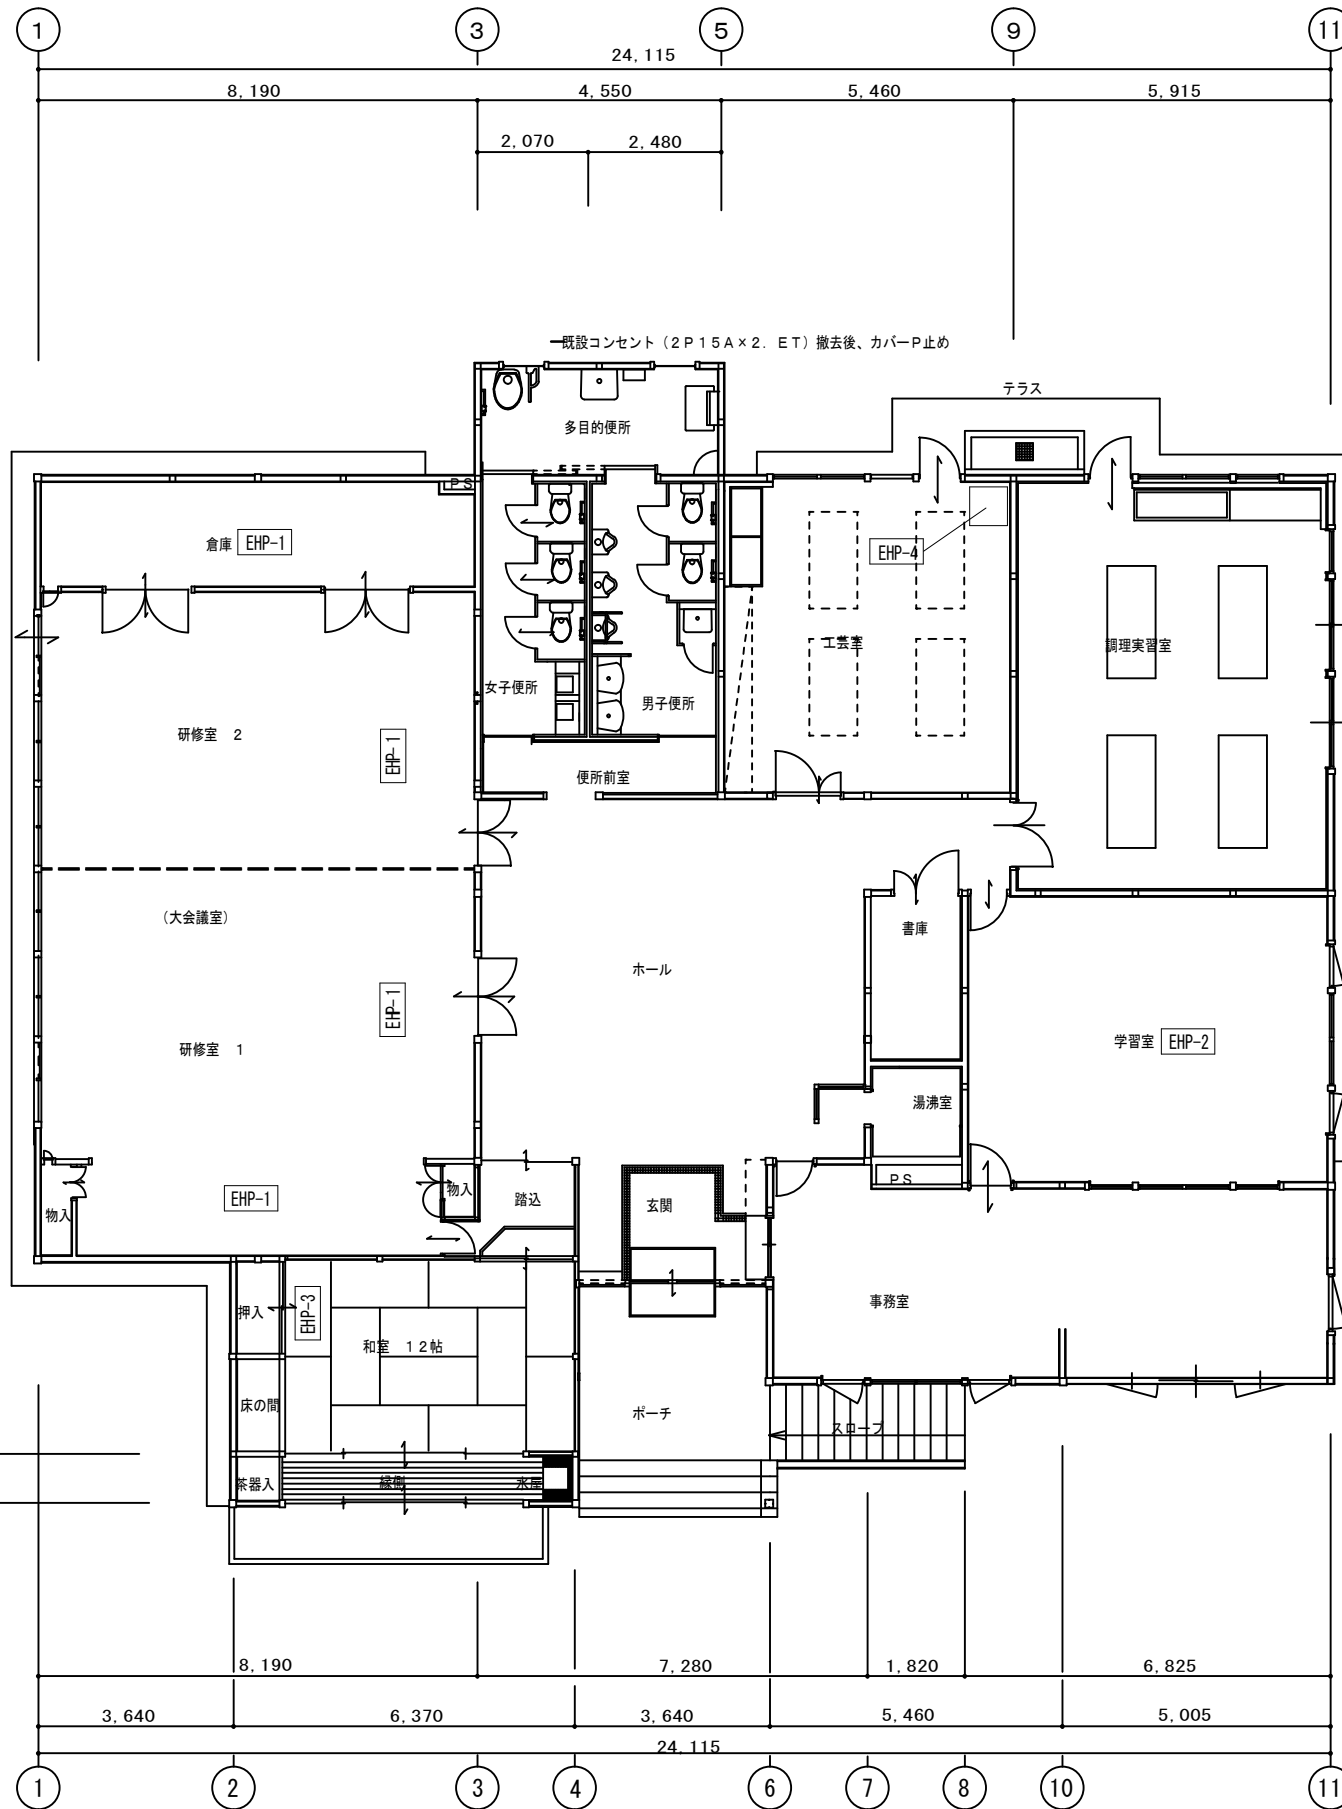 1 3 5 9 11
24,115
8,190 4,550 5,460 5,915
2,070 2,480
既設コンセント（2P15A×2．ET）撤去後、カバーP止め
テラス
多目的便所
PS
倉庫 EHP-1
EHP-4
工芸室
調理実習室
女子便所
男子便所
研修室 2
EHP-1
便所前室
（大会議室）
書庫
ホール
EHP-1
研修室 1
学習室 EHP-2
湯沸室
PS
物入
EHP-1
物入
踏込
玄関
事務室
押入
EHP-3
和室 12帖
床の間
ポーチ
スロープ
茶器入
縁側
水屋
8,190 7,280 1,820 6,825
3,640 6,370 3,640 5,460 5,005
24,115
1 2 3 4 6 7 8 10 11